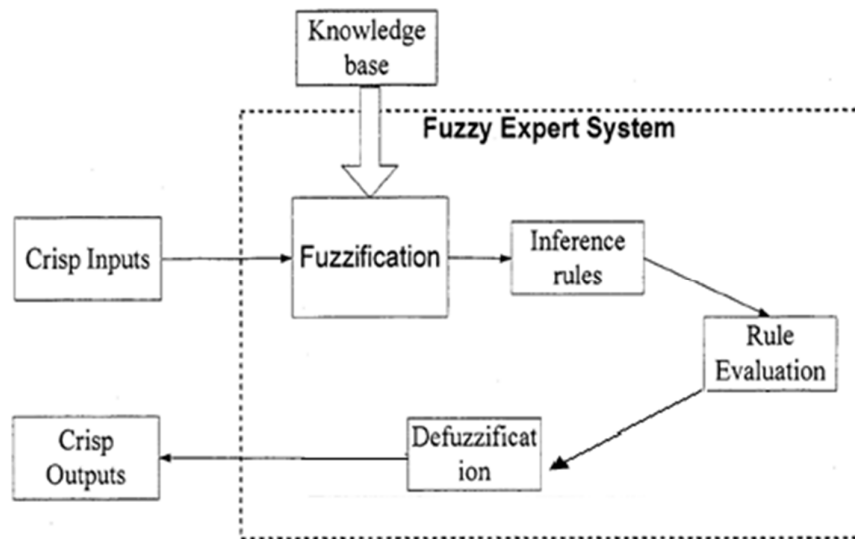 Knowledge
base
Fuzzy Expert System
Crisp Inputs
Fuzzification
Inference
rules
Rule
Evaluation
Defuzzificat
ion
Crisp
Outputs